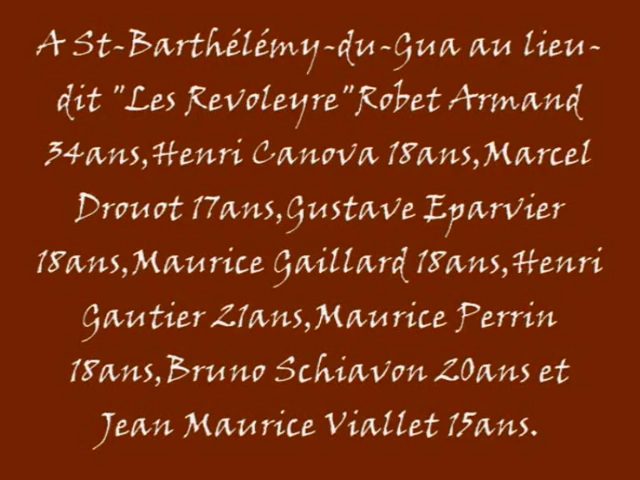 A St-Barthélémy-du-Gua au lieu-
dit "Les Revoleyre"Robet Armand
34ans,Henri Canova 18ans,Marcel
Drouot 17ans,Gustave Eparvier
18ans,Maurice Gaillard 18ans,Henri
Gautier 21ans,Maurice Perrin
18ans,Bruno Schiavon 20ans et
Jean Maurice Viallet 15ans.